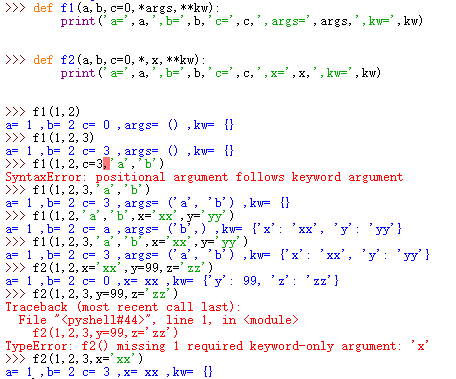 >>> def f1(a,b,c=0,*args,**kw):
        print('a=',a,',b=',b,'c=',c,',args=',args,',kw=',kw)
>>> def f2(a,b,c=0,*,x,**kw):
        print('a=',a,',b=',b,'c=',c,',x=',x,',kw=',kw)
>>> f1(1,2)
a= 1 ,b= 2 c= 0 ,args= () ,kw= {}
>>> f1(1,2,3)
a= 1 ,b= 2 c= 3 ,args= () ,kw= {}
>>> f1(1,2,c=3,'a','b')
SyntaxError: positional argument follows keyword argument
>>> f1(1,2,3,'a','b')
a= 1 ,b= 2 c= 3 ,args= ('a', 'b') ,kw= {}
>>> f1(1,2,'a','b',x='xx',y='yy')
a= 1 ,b= 2 c= a ,args= ('b',) ,kw= {'x': 'xx', 'y': 'yy'}
>>> f1(1,2,3,'a','b',x='xx',y='yy')
a= 1 ,b= 2 c= 3 ,args= ('a', 'b') ,kw= {'x': 'xx', 'y': 'yy'}
>>> f2(1,2,x='xx',y=99,z='zz')
a= 1 ,b= 2 c= 0 ,x= xx ,kw= {'y': 99, 'z': 'zz'}
>>> f2(1,2,3,y=99,z='zz')
Traceback (most recent call last):
  File "<pyshell#44>", line 1, in <module>
    f2(1,2,3,y=99,z='zz')
TypeError: f2() missing 1 required keyword-only argument: 'x'
>>> f2(1,2,3,x='xx')
a= 1 ,b= 2 c= 3 ,x= xx ,kw= {}